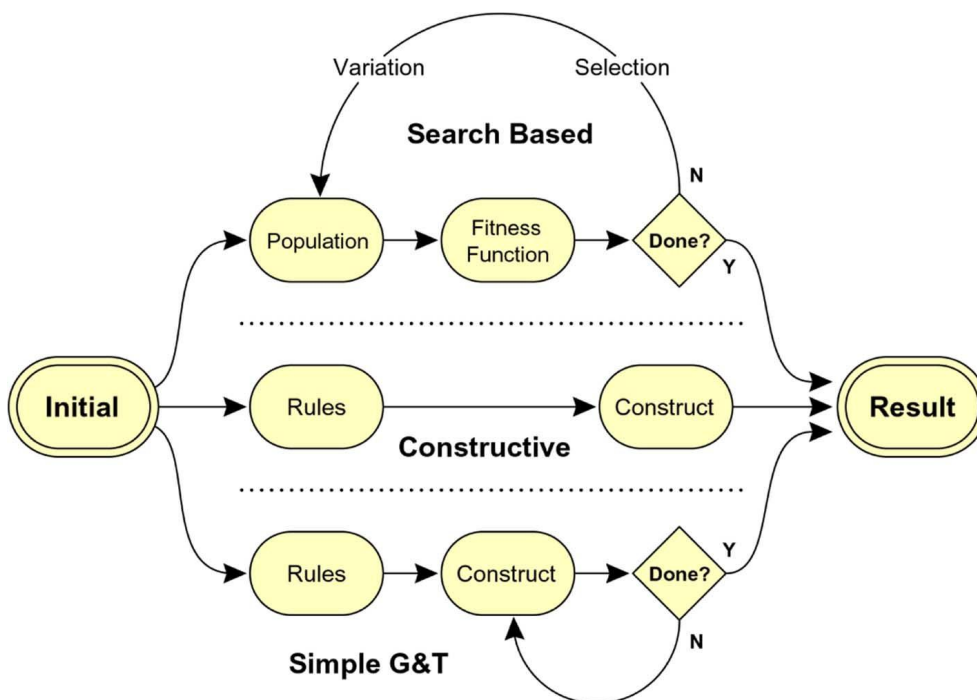 Variation
Selection
Search Based
N
Population
Fitness
Function
Done?
Y
Initial
Rules
Construct
Result
Constructive
Rules
Construct
Done?
Y
N
Simple G&T